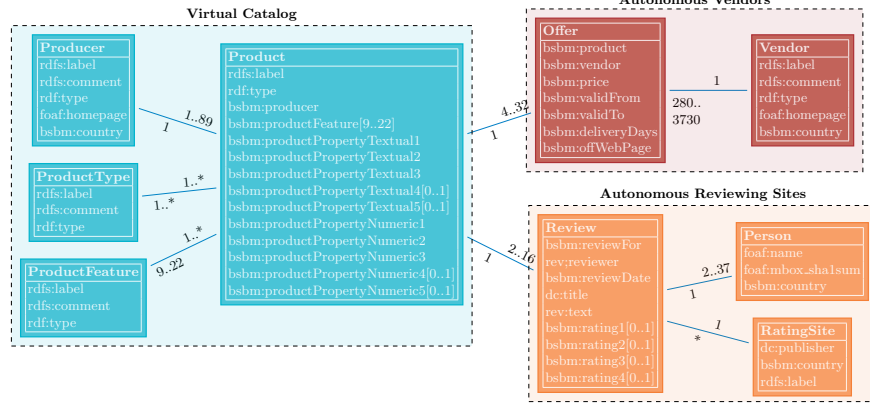 Virtual Catalog
Producer
rdfs:label
rdfs:comment
rdf:type
foaf:homepage
bsbm:country
ProductType
rdfs:label
rdfs:comment
rdf:type
ProductFeature
rdfs:label
rdfs:comment
rdf:type
1..89
1
1..*
1..*
1..*
9..22
Product
rdfs:label
rdf:type
bsbm:producer
bsbm:productFeature[9..22]
bsbm:productPropertyTextual1
bsbm:productPropertyTextual2
bsbm:productPropertyTextual3
bsbm:productPropertyTextual4[0..1]
bsbm:productPropertyTextual5[0..1]
bsbm:productPropertyNumeric1
bsbm:productPropertyNumeric2
bsbm:productPropertyNumeric3
bsbm:productPropertyNumeric4[0..1]
bsbm:productPropertyNumeric5[0..1]
4..32
1
2..16
1
Autonomous Vendors
Offer
bsbm:product
bsbm:vendor
bsbm:price
bsbm:validFrom
bsbm:validTo
bsbm:deliveryDays
bsbm:offWebPage
1
280..
3730
Vendor
rdfs:label
rdfs:comment
rdf:type
foaf:homepage
bsbm:country
Autonomous Reviewing Sites
Review
bsbm:reviewFor
rev:reviewer
bsbm:reviewDate
dc:title
rev:text
bsbm:rating1[0..1]
bsbm:rating2[0..1]
bsbm:rating3[0..1]
bsbm:rating4[0..1]
2..37
1
1
*
Person
foaf:name
foaf:mbox_sha1sum
bsbm:country
RatingSite
dc:publisher
bsbm:country
rdfs:label